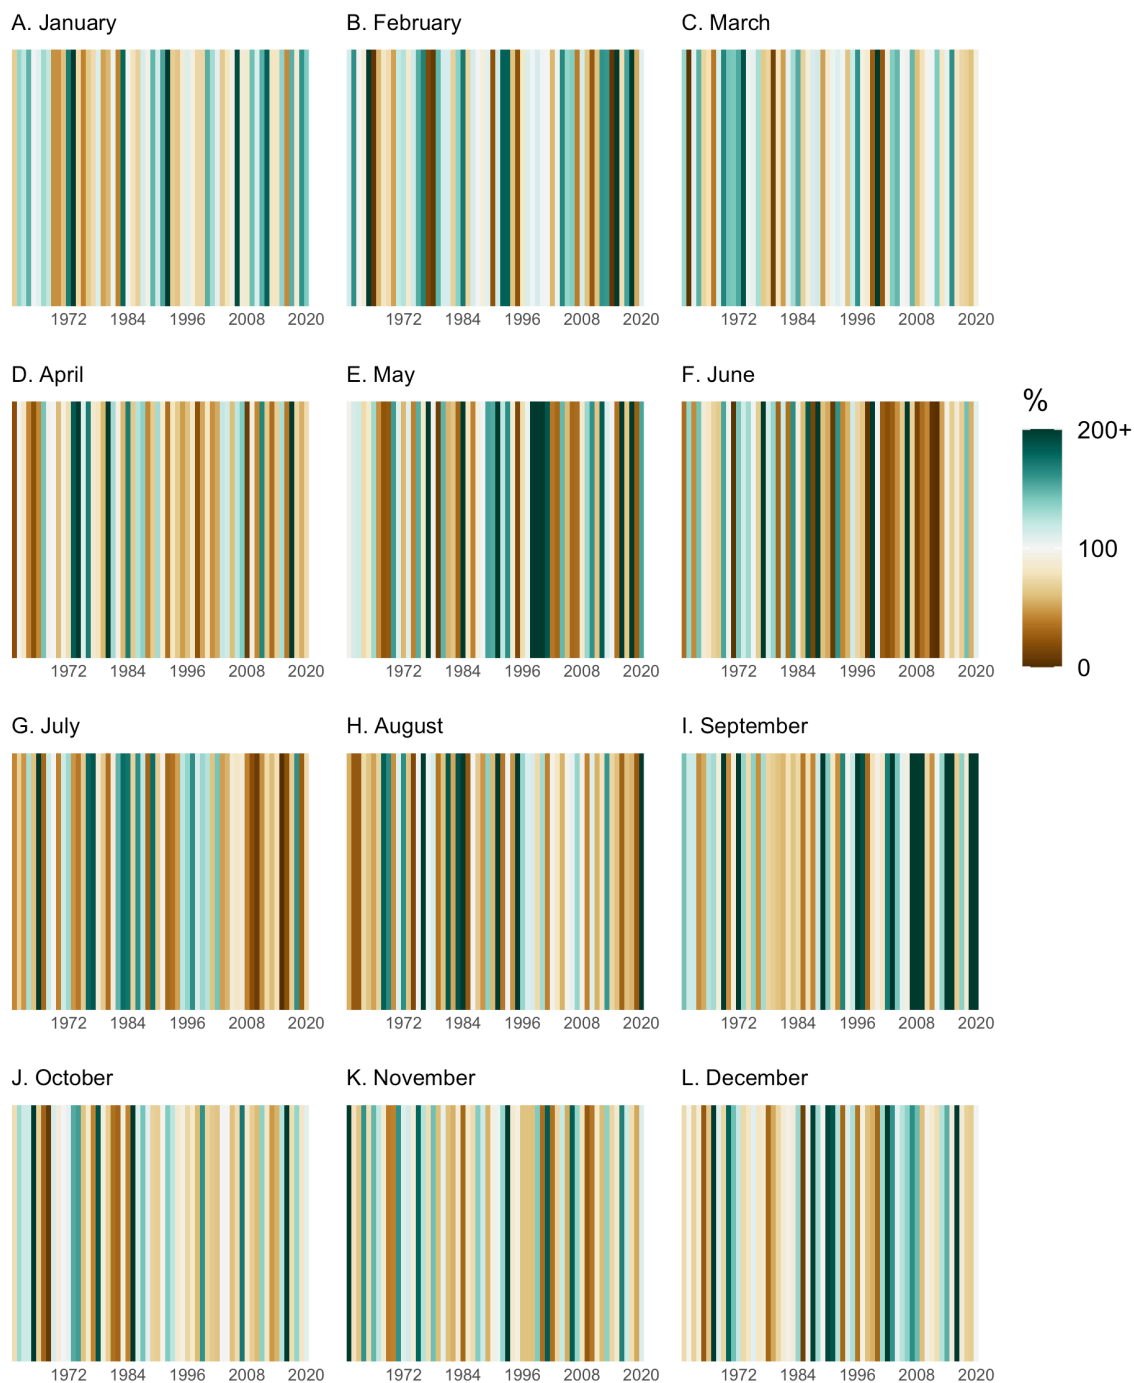 A. January
B. February
C. March
1972 1984 1996 2008 2020
1972 1984 1996 2008 2020
1972 1984 1996 2008 2020
D. April
E. May
F. June
1972 1984 1996 2008 2020
1972 1984 1996 2008 2020
1972 1984 1996 2008 2020
%
200+
100
0
G. July
H. August
I. September
1972 1984 1996 2008 2020
1972 1984 1996 2008 2020
1972 1984 1996 2008 2020
J. October
K. November
L. December
1972 1984 1996 2008 2020
1972 1984 1996 2008 2020
1972 1984 1996 2008 2020